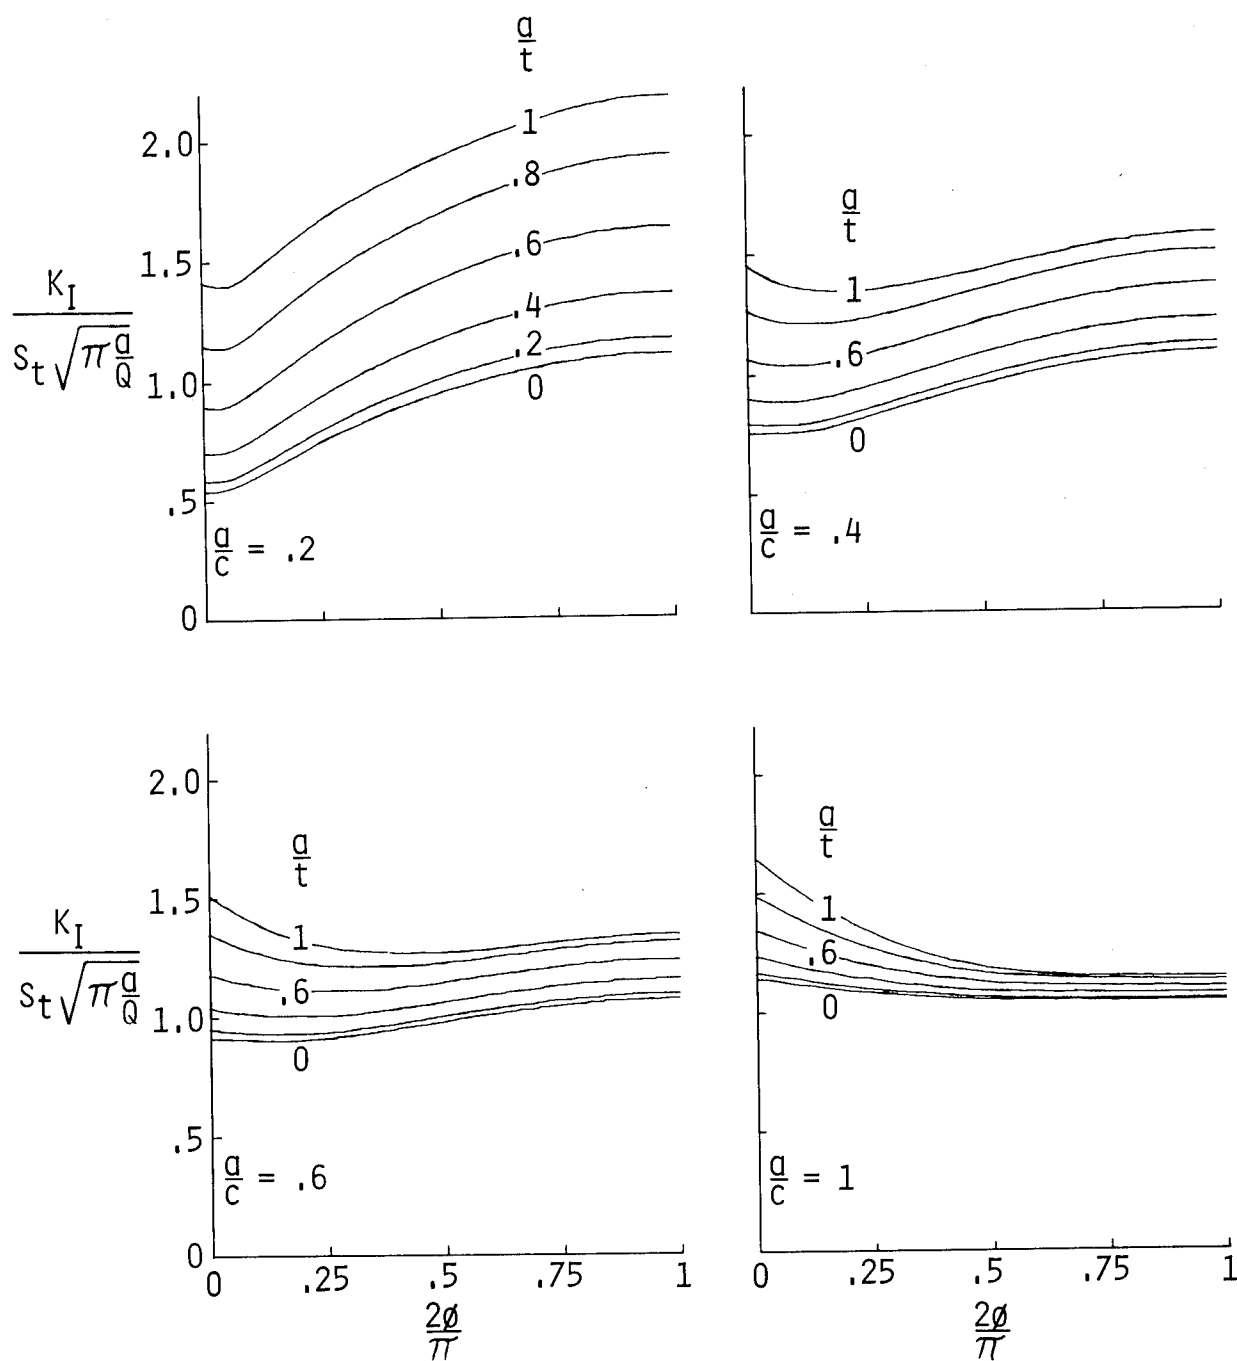 a/t
2.0
1
.8
1.5
.6
K_I / S_t √(π a/Q)
.4
.2
1.0
0
.5
a/c = .2
0
a/t
1
.6
0
a/c = .4
2.0
a/t
1.5
1
K_I / S_t √(π a/Q)
.6
1.0
0
.5
a/c = .6
0
0 .25 .5 .75 1
2ø/π
a/t
1
.6
0
a/c = 1
0 .25 .5 .75 1
2ø/π